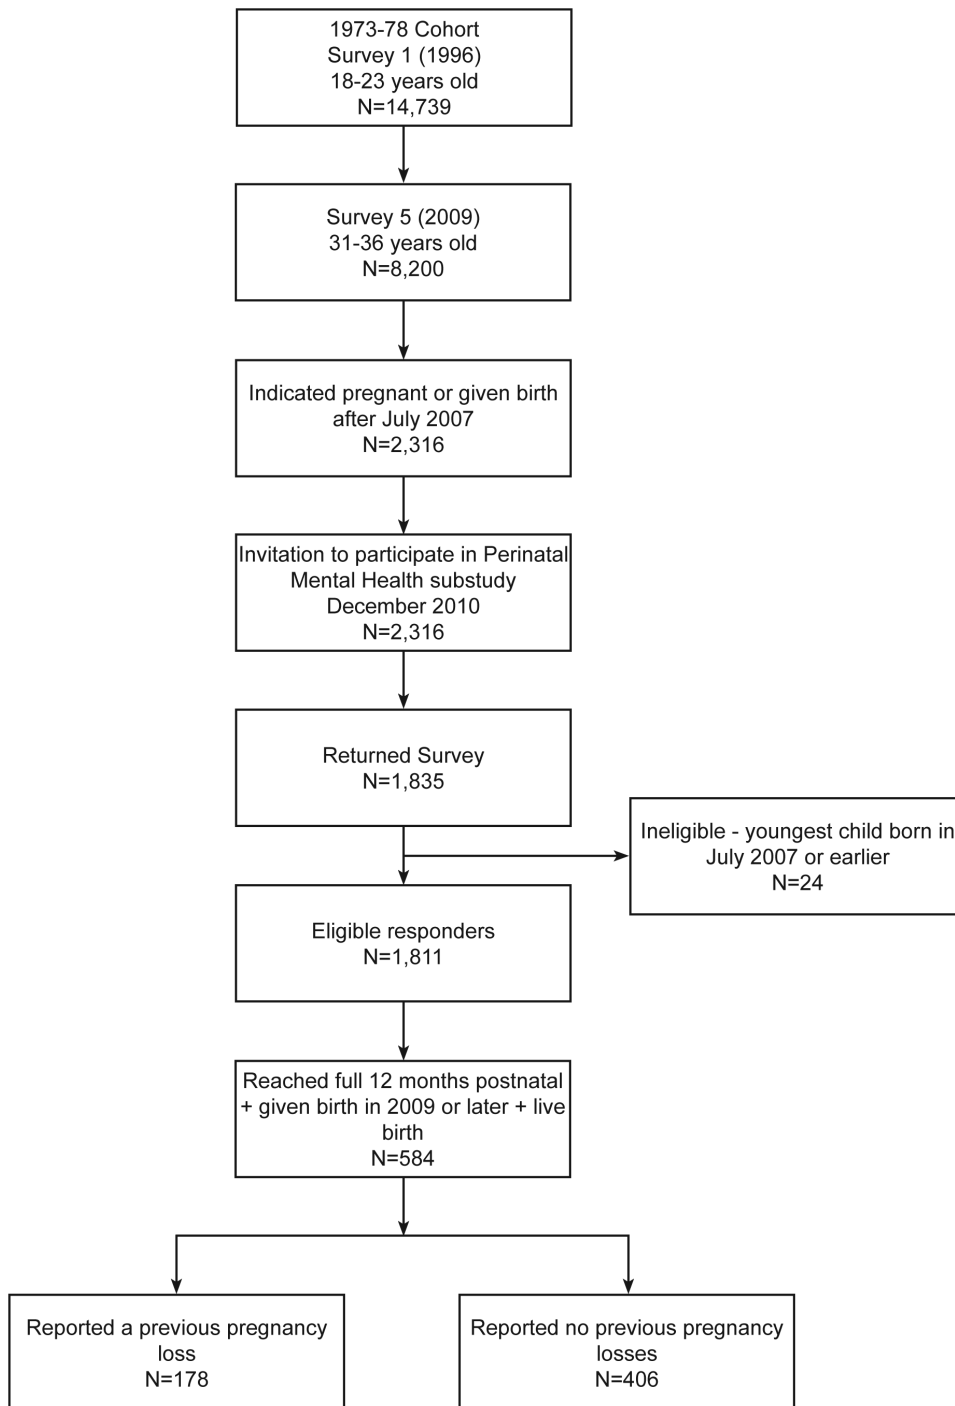 1973-78 Cohort
Survey 1 (1996)
18-23 years old
N=14,739
Survey 5 (2009)
31-36 years old
N=8,200
Indicated pregnant or given birth
after July 2007
N=2,316
Invitation to participate in Perinatal
Mental Health substudy
December 2010
N=2,316
Returned Survey
N=1,835
Ineligible - youngest child born in
July 2007 or earlier
N=24
Eligible responders
N=1,811
Reached full 12 months postnatal
+ given birth in 2009 or later + live
birth
N=584
Reported a previous pregnancy
loss
N=178
Reported no previous pregnancy
losses
N=406